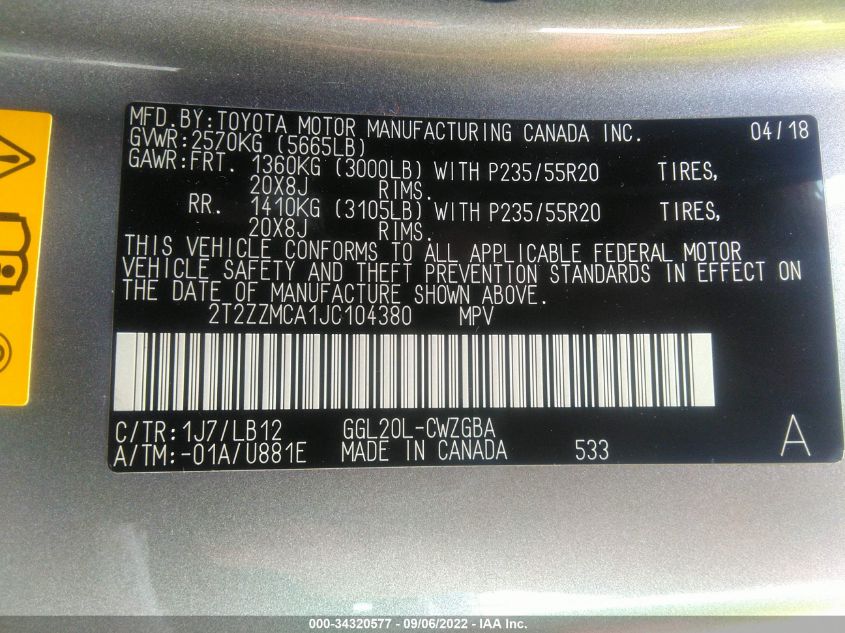 MFD.BY:TOYOTA MOTOR MANUFACTURING CANADA INC. 04/18
GVWR:2570KG (5665LB)
GAWR:FRT. 1360KG (3000LB) WITH P235/55R20 TIRES,
20X8J RIMS.
RR. 1410KG (3105LB) WITH P235/55R20 TIRES,
20X8J RIMS.
THIS VEHICLE CONFORMS TO ALL APPLICABLE FEDERAL MOTOR
VEHICLE SAFETY AND THEFT PREVENTION STANDARDS IN EFFECT ON
THE DATE OF MANUFACTURE SHOWN ABOVE.
2T2ZZMCA1JC104380 MPV
C/TR:1J7/LB12 GGL20L-CWZGBA
A/TM:-01A/U881E MADE IN CANADA 533 A
000-34320577 - 09/06/2022 - IAA Inc.